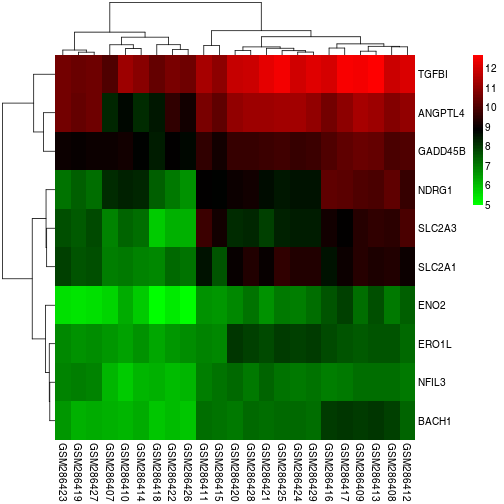 TGFBI
ANGPTL4
GADD45B
NDRG1
SLC2A3
SLC2A1
ENO2
ERO1L
NFIL3
BACH1
12
11
10
9
8
7
6
5
GSM286423
GSM286419
GSM286427
GSM286407
GSM286410
GSM286414
GSM286418
GSM286422
GSM286426
GSM286411
GSM286415
GSM286420
GSM286428
GSM286421
GSM286425
GSM286424
GSM286429
GSM286416
GSM286417
GSM286409
GSM286413
GSM286408
GSM286412